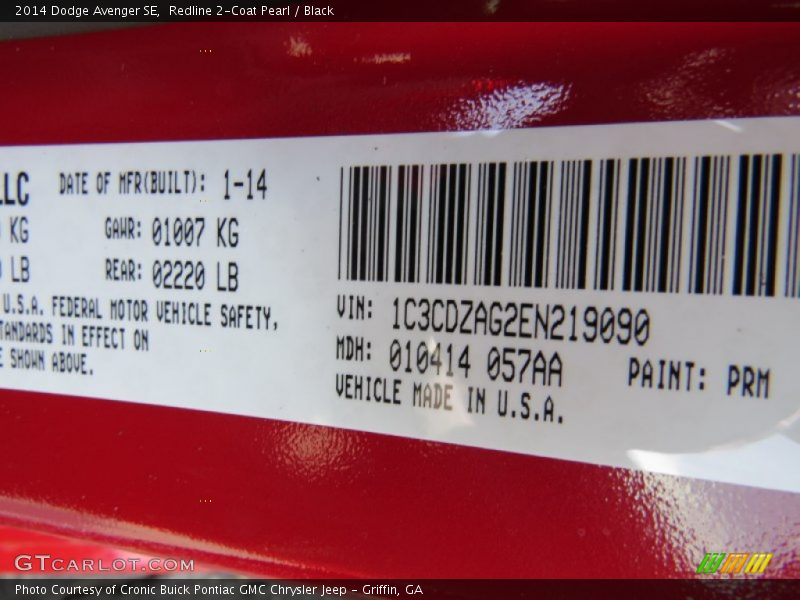 2014 Dodge Avenger SE,  Redline 2-Coat Pearl / Black
LLC DATE OF MFR(BUILT): 1-14
KG GAWR: 01007 KG
LB REAR: 02220 LB
U.S.A. FEDERAL MOTOR VEHICLE SAFETY,
TANDARDS IN EFFECT ON
SHOWN ABOVE.
VIN: 1C3CDZAG2EN219090
MDH: 010414 057AA PAINT: PRM
VEHICLE MADE IN U.S.A.
GTCARLOT.COM
Photo Courtesy of Cronic Buick Pontiac GMC Chrysler Jeep - Griffin, GA